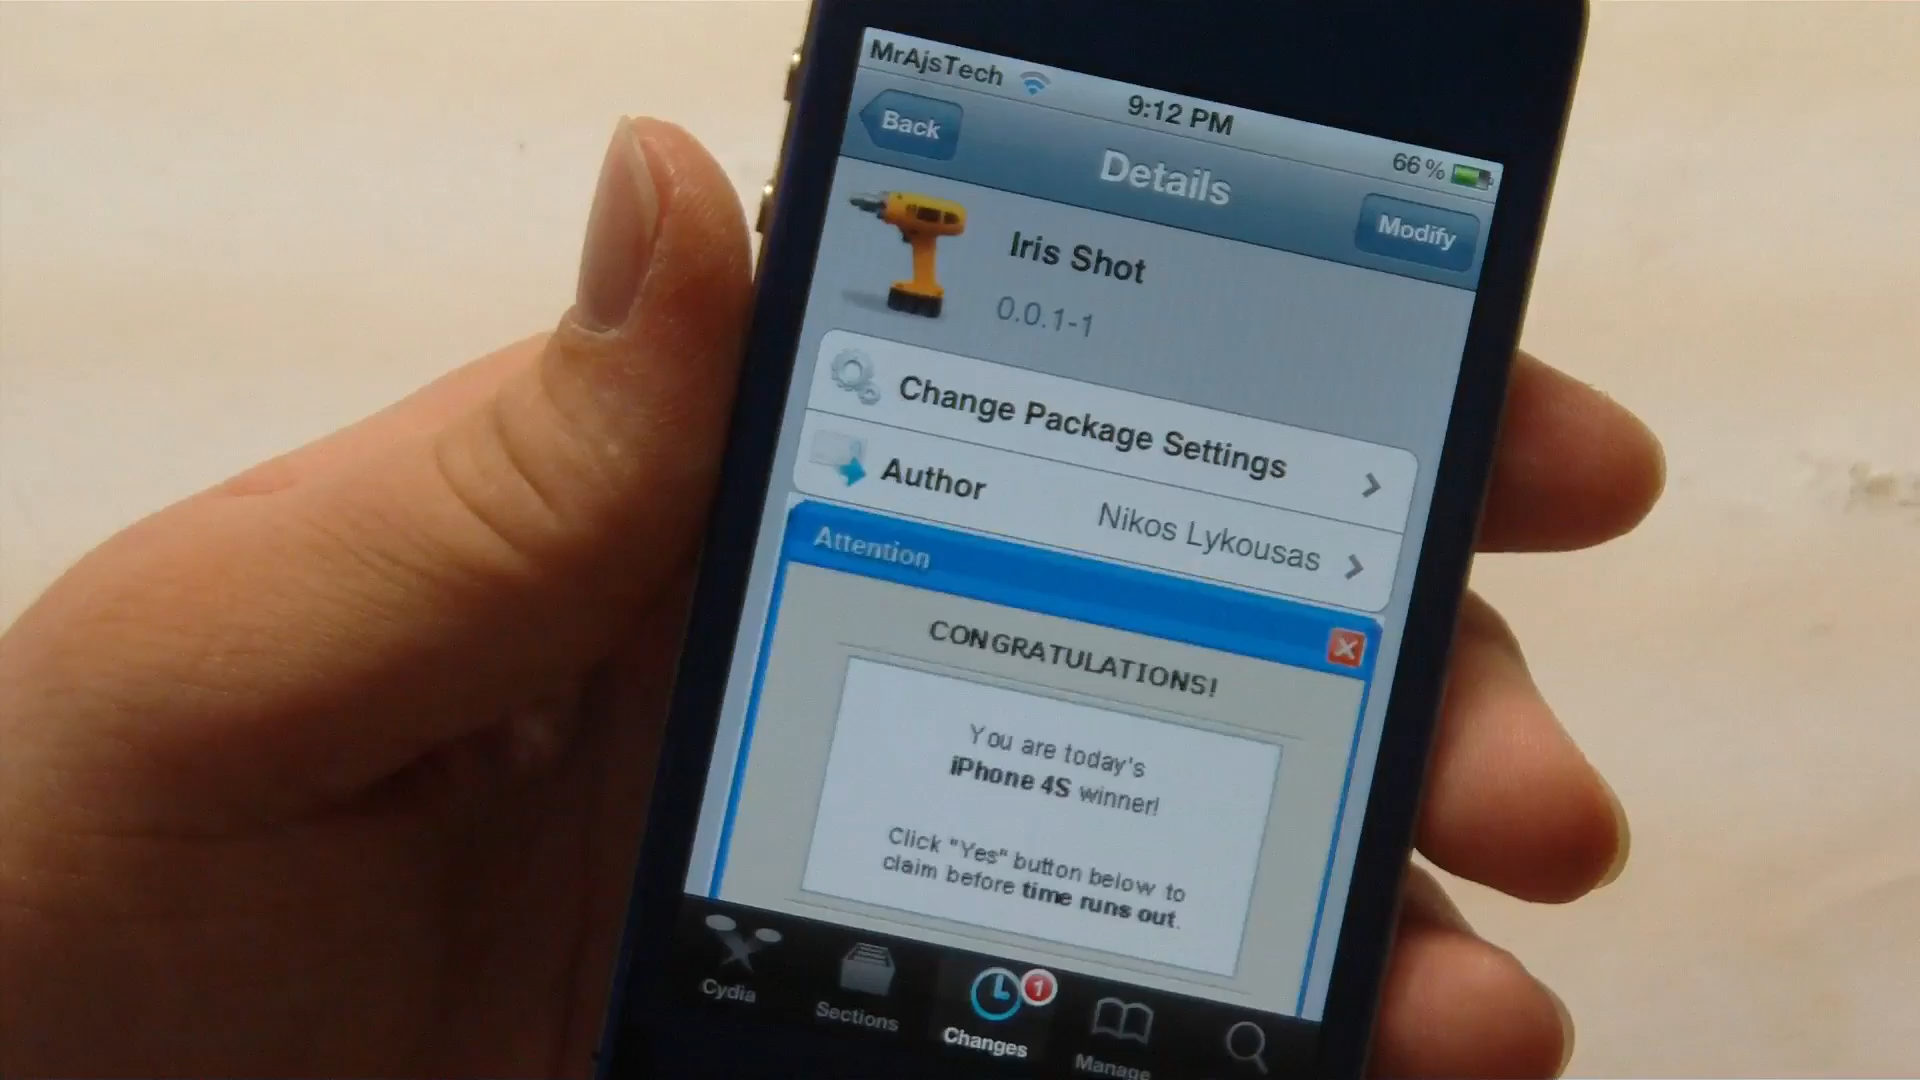 MrAjsTech
9:12 PM
66%
Back
Details
Modify
Iris Shot
0.0.1-1
Change Package Settings
Author
Nikos Lykousas
Attention
CONGRATULATIONS!
You are today's
iPhone 4S winner!
Click "Yes" button below to
claim before time runs out.
Cydia
Sections
Changes
1
Manage